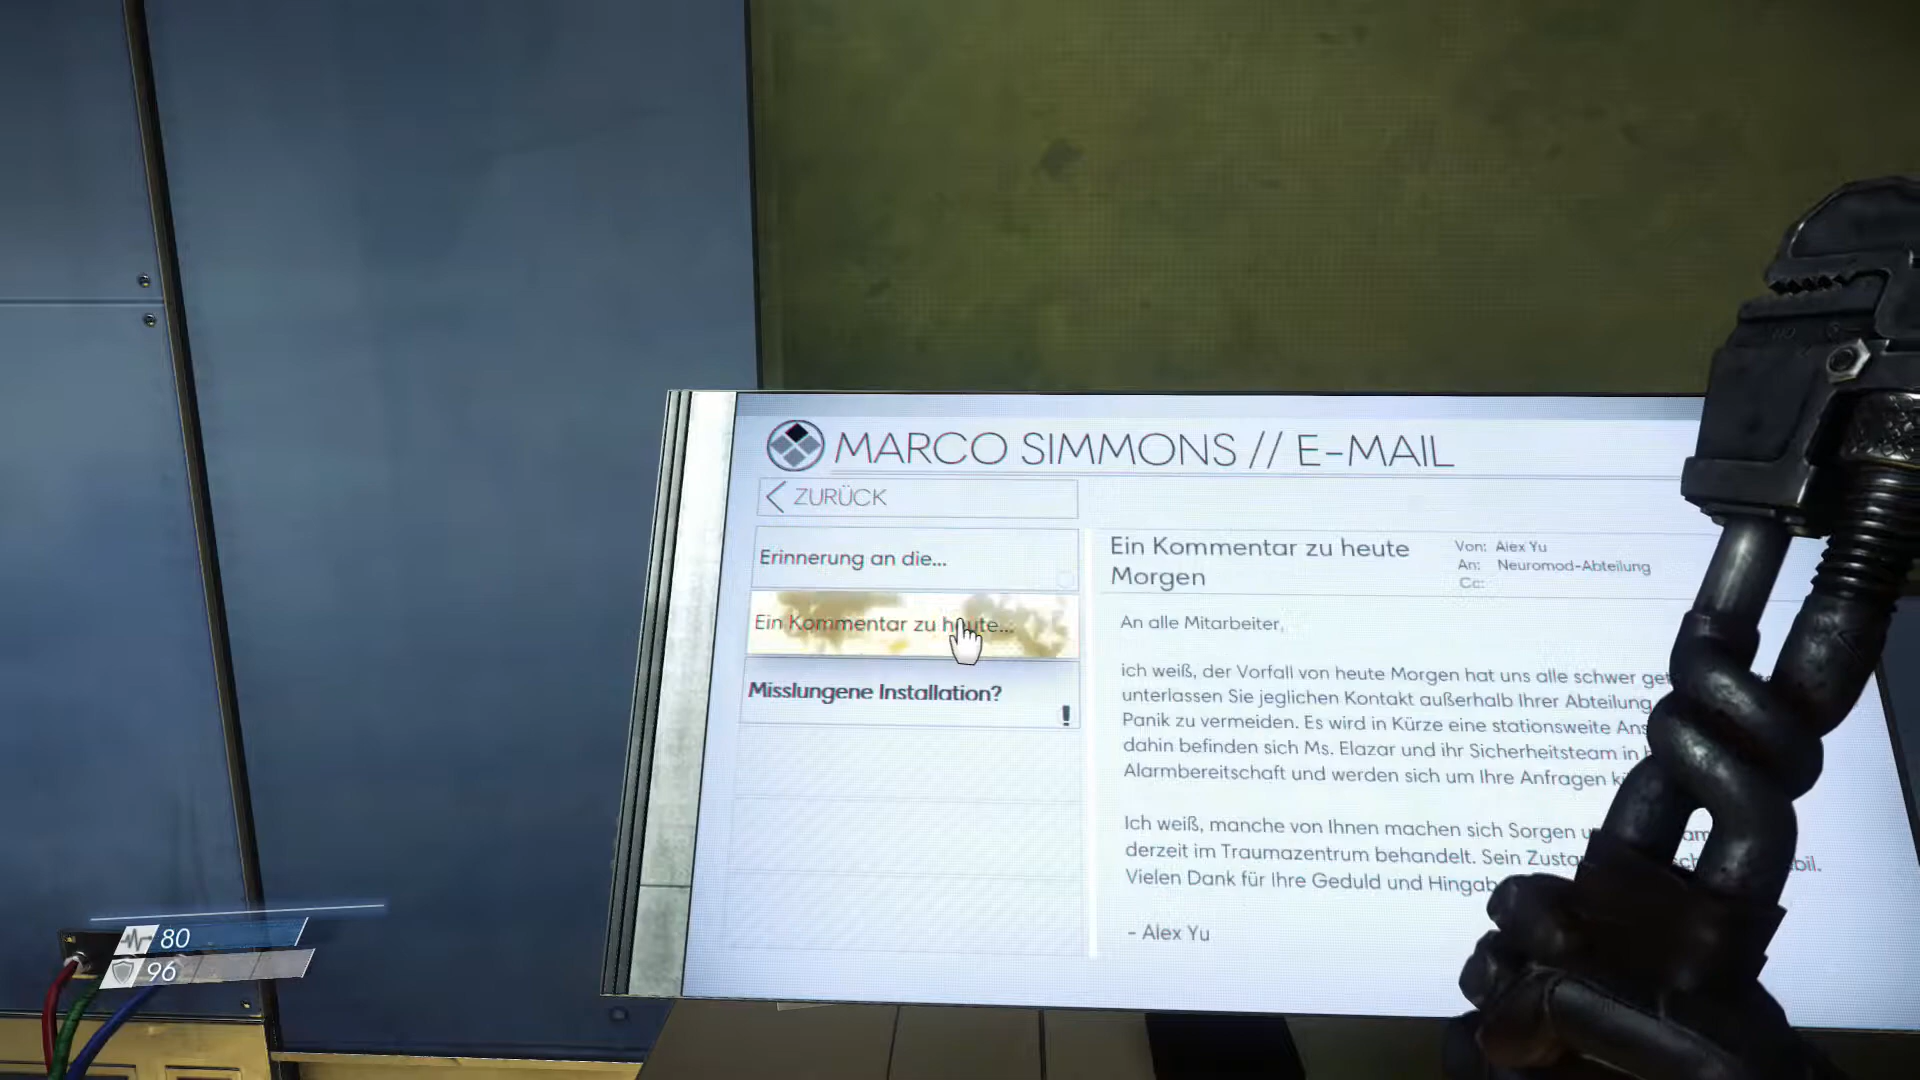 MARCO SIMMONS // E-MAIL
ZURÜCK
Erinnerung an die...
Ein Kommentar zu heute...
Misslungene Installation?
!
Ein Kommentar zu heute
Morgen
Von: Alex Yu
An: Neuromod-Abteilung
Cc:
An alle Mitarbeiter,
ich weiß, der Vorfall von heute Morgen hat uns alle schwer
unterlassen Sie jeglichen Kontakt außerhalb Ihrer Abteilung
Panik zu vermeiden. Es wird in Kürze eine stationsweite
dahin befinden sich Ms. Elazar und ihr Sicherheitsteam in
Alarmbereitschaft und werden sich um Ihre Anfragen
Ich weiß, manche von Ihnen machen sich Sorgen
derzeit im Traumazentrum behandelt. Sein
Vielen Dank für Ihre Geduld und
- Alex Yu
80
96